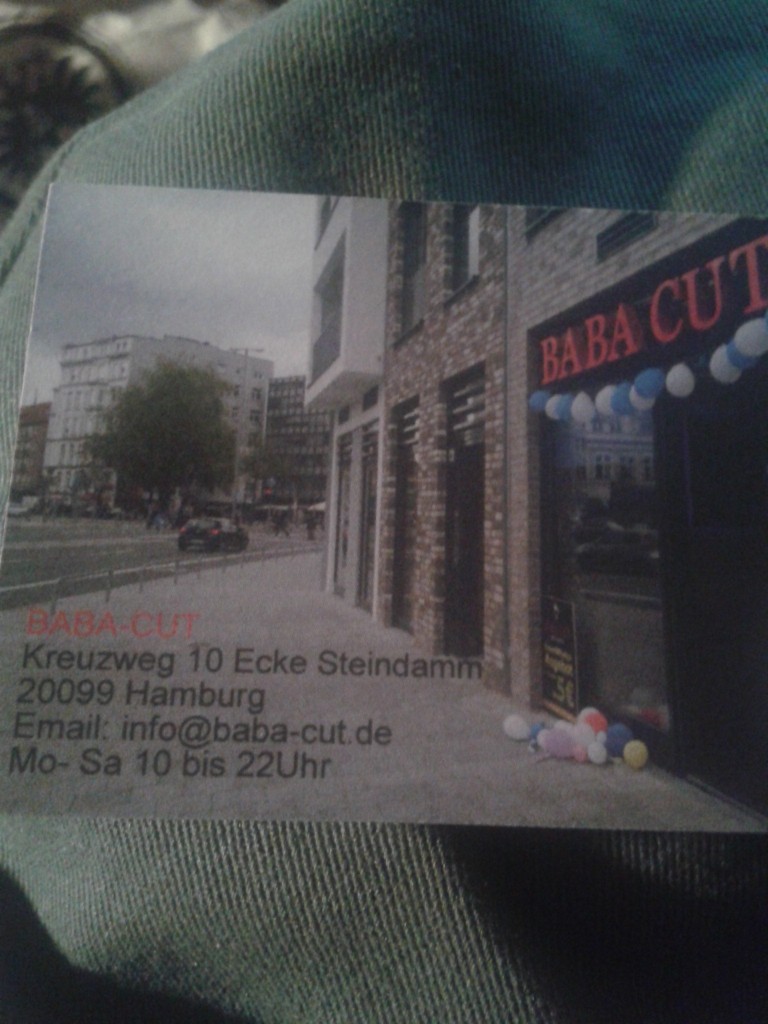 BABA CUT
BABA-CUT
Kreuzweg 10 Ecke Steindamm
20099 Hamburg
Email: info@baba-cut.de
Mo- Sa 10 bis 22Uhr